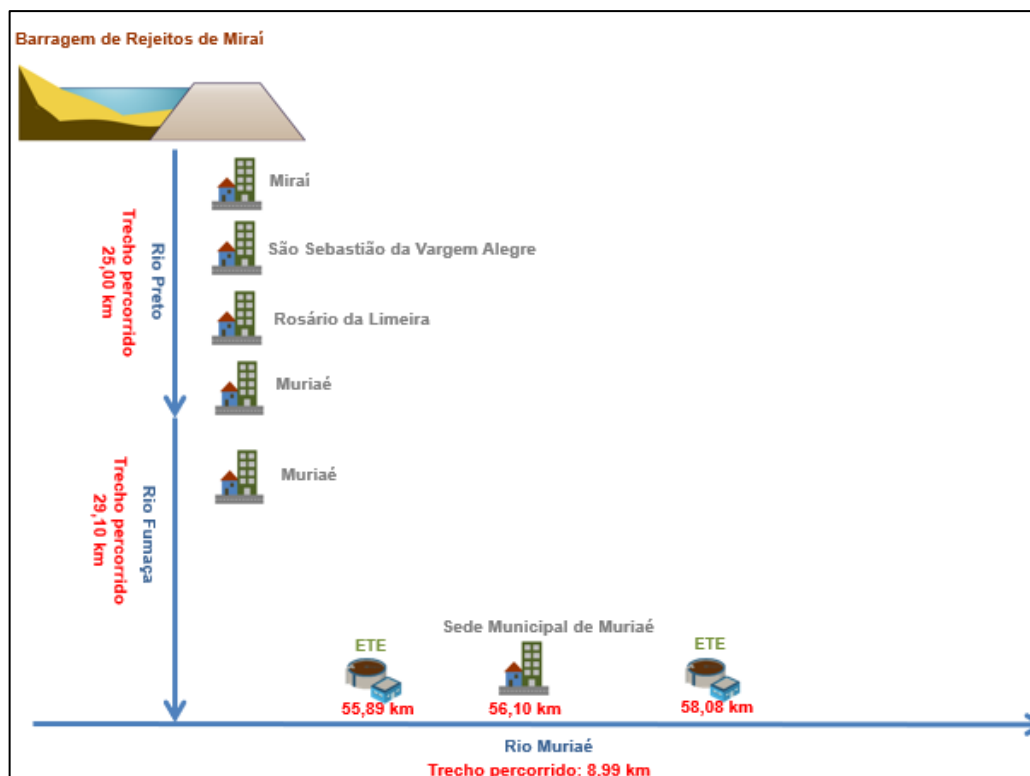 Barragem de Rejeitos de Miraí
Miraí
São Sebastião da Vargem Alegre
Rosário da Limeira
Muriaé
Rio Preto
Trecho percorrido
25,00 km
Muriaé
Rio Fumaça
Trecho percorrido
29,10 km
Sede Municipal de Muriaé
ETE
ETE
55,89 km
56,10 km
58,08 km
Rio Muriaé
Trecho percorrido: 8,99 km